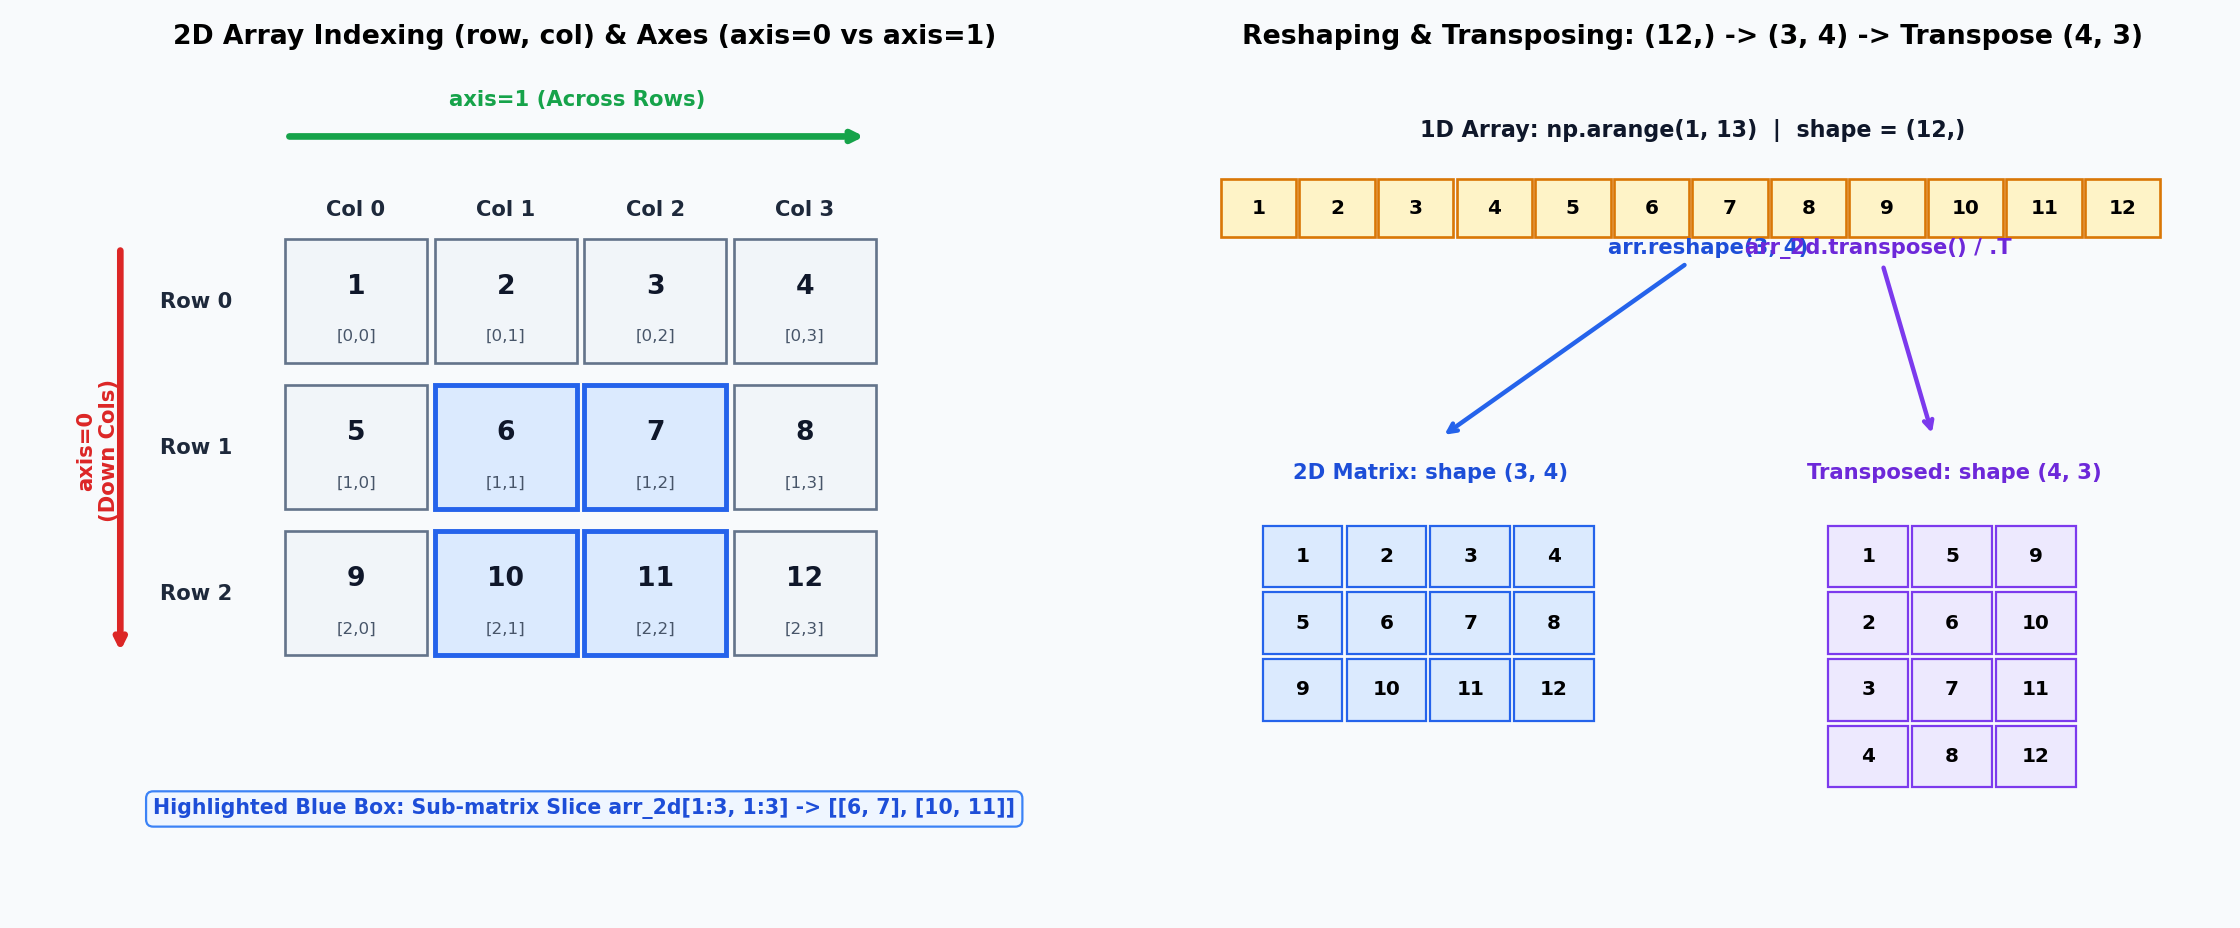 2D Array Indexing (row, col) & Axes (axis=0 vs axis=1)
axis=1 (Across Rows)
Col 0 Col 1 Col 2 Col 3
Row 0
1 2 3 4
[0,0] [0,1] [0,2] [0,3]
Row 1
5 6 7 8
[1,0] [1,1] [1,2] [1,3]
Row 2
9 10 11 12
[2,0] [2,1] [2,2] [2,3]
axis=0
(Down Cols)
Highlighted Blue Box: Sub-matrix Slice arr_2d[1:3, 1:3] -> [[6, 7], [10, 11]]
Reshaping & Transposing: (12,) -> (3, 4) -> Transpose (4, 3)
1D Array: np.arange(1, 13) | shape = (12,)
1 2 3 4 5 6 7 8 9 10 11 12
arr.reshape(3, 4)
arr_2d.transpose() / .T
2D Matrix: shape (3, 4)
1 2 3 4
5 6 7 8
9 10 11 12
Transposed: shape (4, 3)
1 5 9
2 6 10
3 7 11
4 8 12